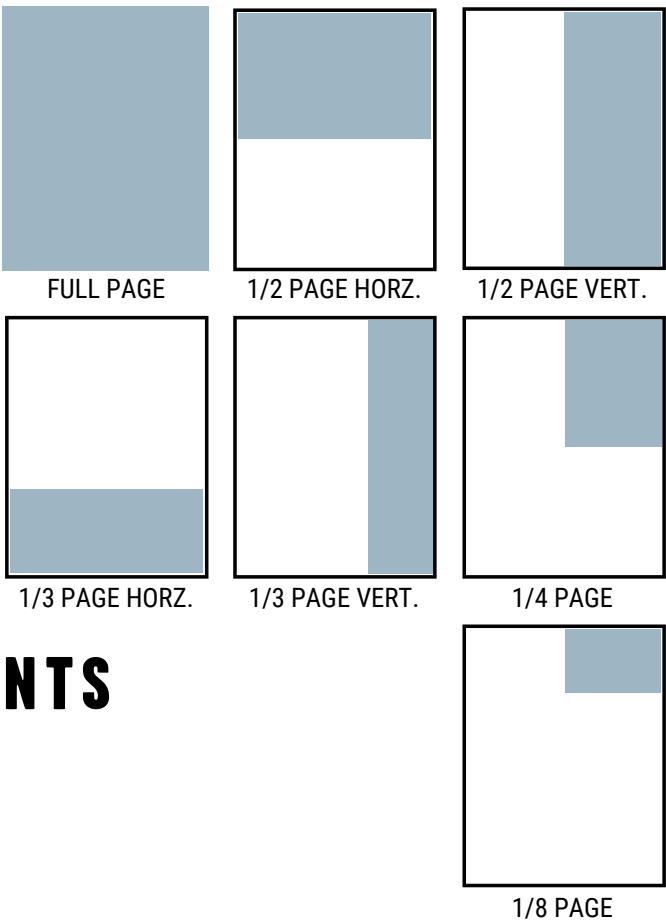 FULL PAGE
1/2 PAGE HORZ.
1/2 PAGE VERT.
1/3 PAGE HORZ.
1/3 PAGE VERT.
1/4 PAGE
NTS
1/8 PAGE